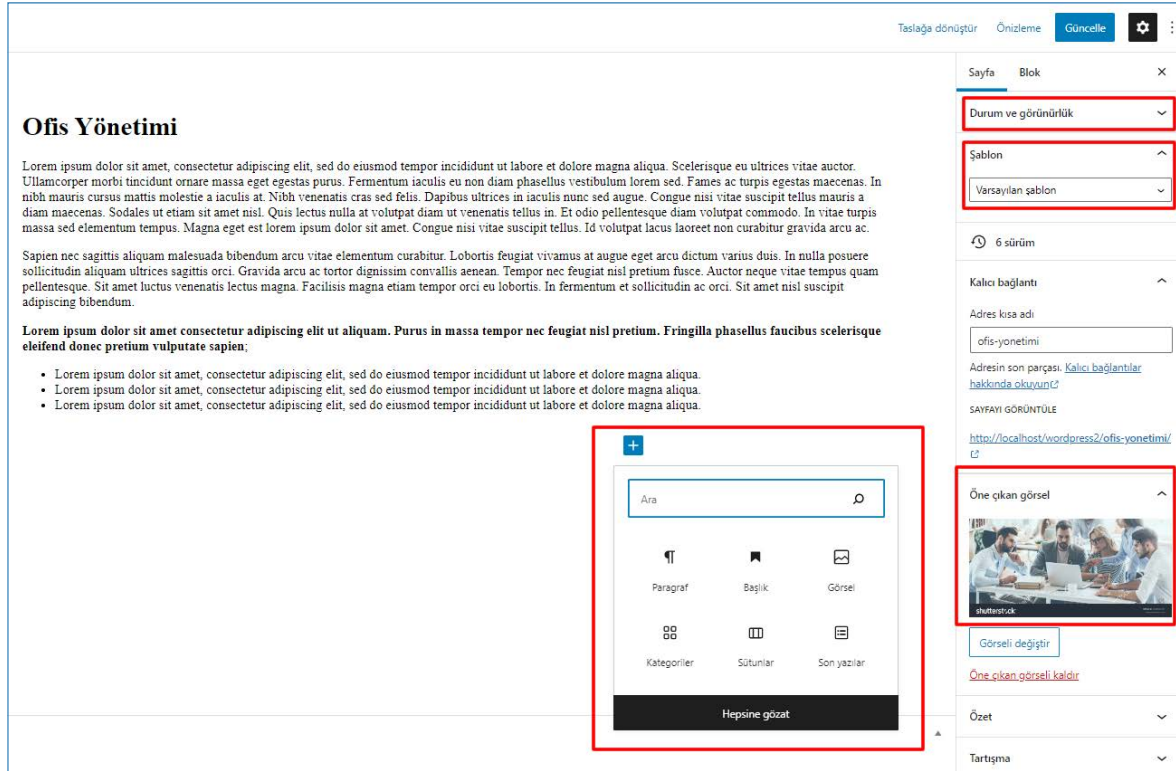 Taslağa dönüştür Önizleme Güncelle
Sayfa Blok
Durum ve görünürlük
Şablon
Varsayılan şablon
6 sürüm
Kalıcı bağlantı
Adres kısa adı
ofis-yonetimi
Adresin son parçası. Kalıcı bağlantılar
hakkında okuyun
SAYFAYI GÖRÜNTÜLE
http://localhost/wordpress2/ofis-yonetimi/
Öne çıkan görsel
shutterstock
Görseli değiştir
Öne çıkan görseli kaldır
Özet
Tartışma
Ofis Yönetimi
Lorem ipsum dolor sit amet, consectetur adipiscing elit, sed do eiusmod tempor incididunt ut labore et dolore magna aliqua. Scelerisque eu ultrices vitae auctor.
Ullamcorper morbi tincidunt ornare massa eget egestas purus. Fermentum iaculis eu non diam phasellus vestibulum lorem sed. Fames ac turpis egestas maecenas. In
nibh mauris cursus mattis molestie a iaculis at. Nibh venenatis cras sed felis. Dapibus ultrices in iaculis nunc sed augue. Congue nisi vitae suscipit tellus mauris a
diam maecenas. Sodales ut etiam sit amet nisl. Quis lectus nulla at volutpat diam ut venenatis tellus in. Et odio pellentesque diam volutpat commodo. In vitae turpis
massa sed elementum tempus. Magna eget est lorem ipsum dolor sit amet. Congue nisi vitae suscipit tellus. Id volutpat lacus laoreet non curabitur gravida arcu ac.
Sapien nec sagittis aliquam malesuada bibendum arcu vitae elementum curabitur. Lobortis feugiat vivamus at augue eget arcu dictum varius duis. In nulla posuere
sollicitudin aliquam ultrices sagittis orci. Gravida arcu ac tortor dignissim convallis aenean. Tempor nec feugiat nisl pretium fusce. Auctor neque vitae tempus quam
pellentesque. Sit amet luctus venenatis lectus magna. Facilisis magna etiam tempor orci eu lobortis. In fermentum et sollicitudin ac orci. Sit amet nisl suscipit
adipiscing bibendum.
Lorem ipsum dolor sit amet consectetur adipiscing elit ut aliquam. Purus in massa tempor nec feugiat nisl pretium. Fringilla phasellus faucibus scelerisque
eleifend donec pretium vulputate sapien;
• Lorem ipsum dolor sit amet, consectetur adipiscing elit, sed do eiusmod tempor incididunt ut labore et dolore magna aliqua.
• Lorem ipsum dolor sit amet, consectetur adipiscing elit, sed do eiusmod tempor incididunt ut labore et dolore magna aliqua.
• Lorem ipsum dolor sit amet, consectetur adipiscing elit, sed do eiusmod tempor incididunt ut labore et dolore magna aliqua.
Ara
Paragraf Başlık Görsel
Kategoriler Sütunlar Son yazılar
Hepsine gözat